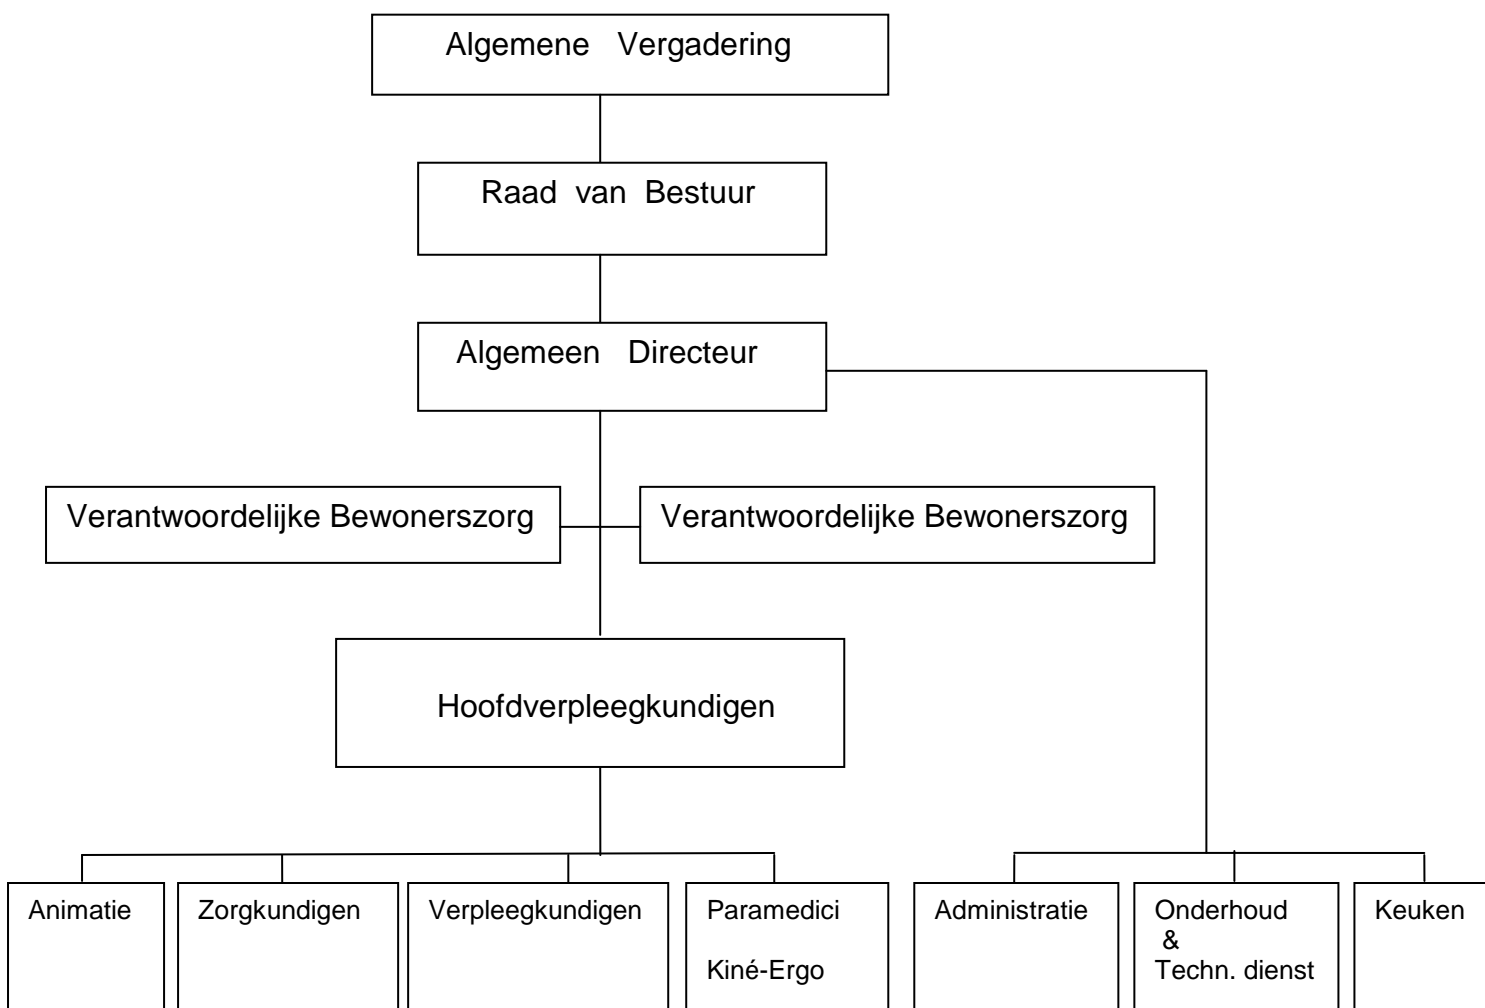 Algemene Vergadering
Raad van Bestuur
Algemeen Directeur
Verantwoordelijke Bewonerszorg
Verantwoordelijke Bewonerszorg
Hoofdverpleegkundigen
Animatie
Zorgkundigen
Verpleegkundigen
Paramedici
Kiné-Ergo
Administratie
Onderhoud
&
Techn. dienst
Keuken